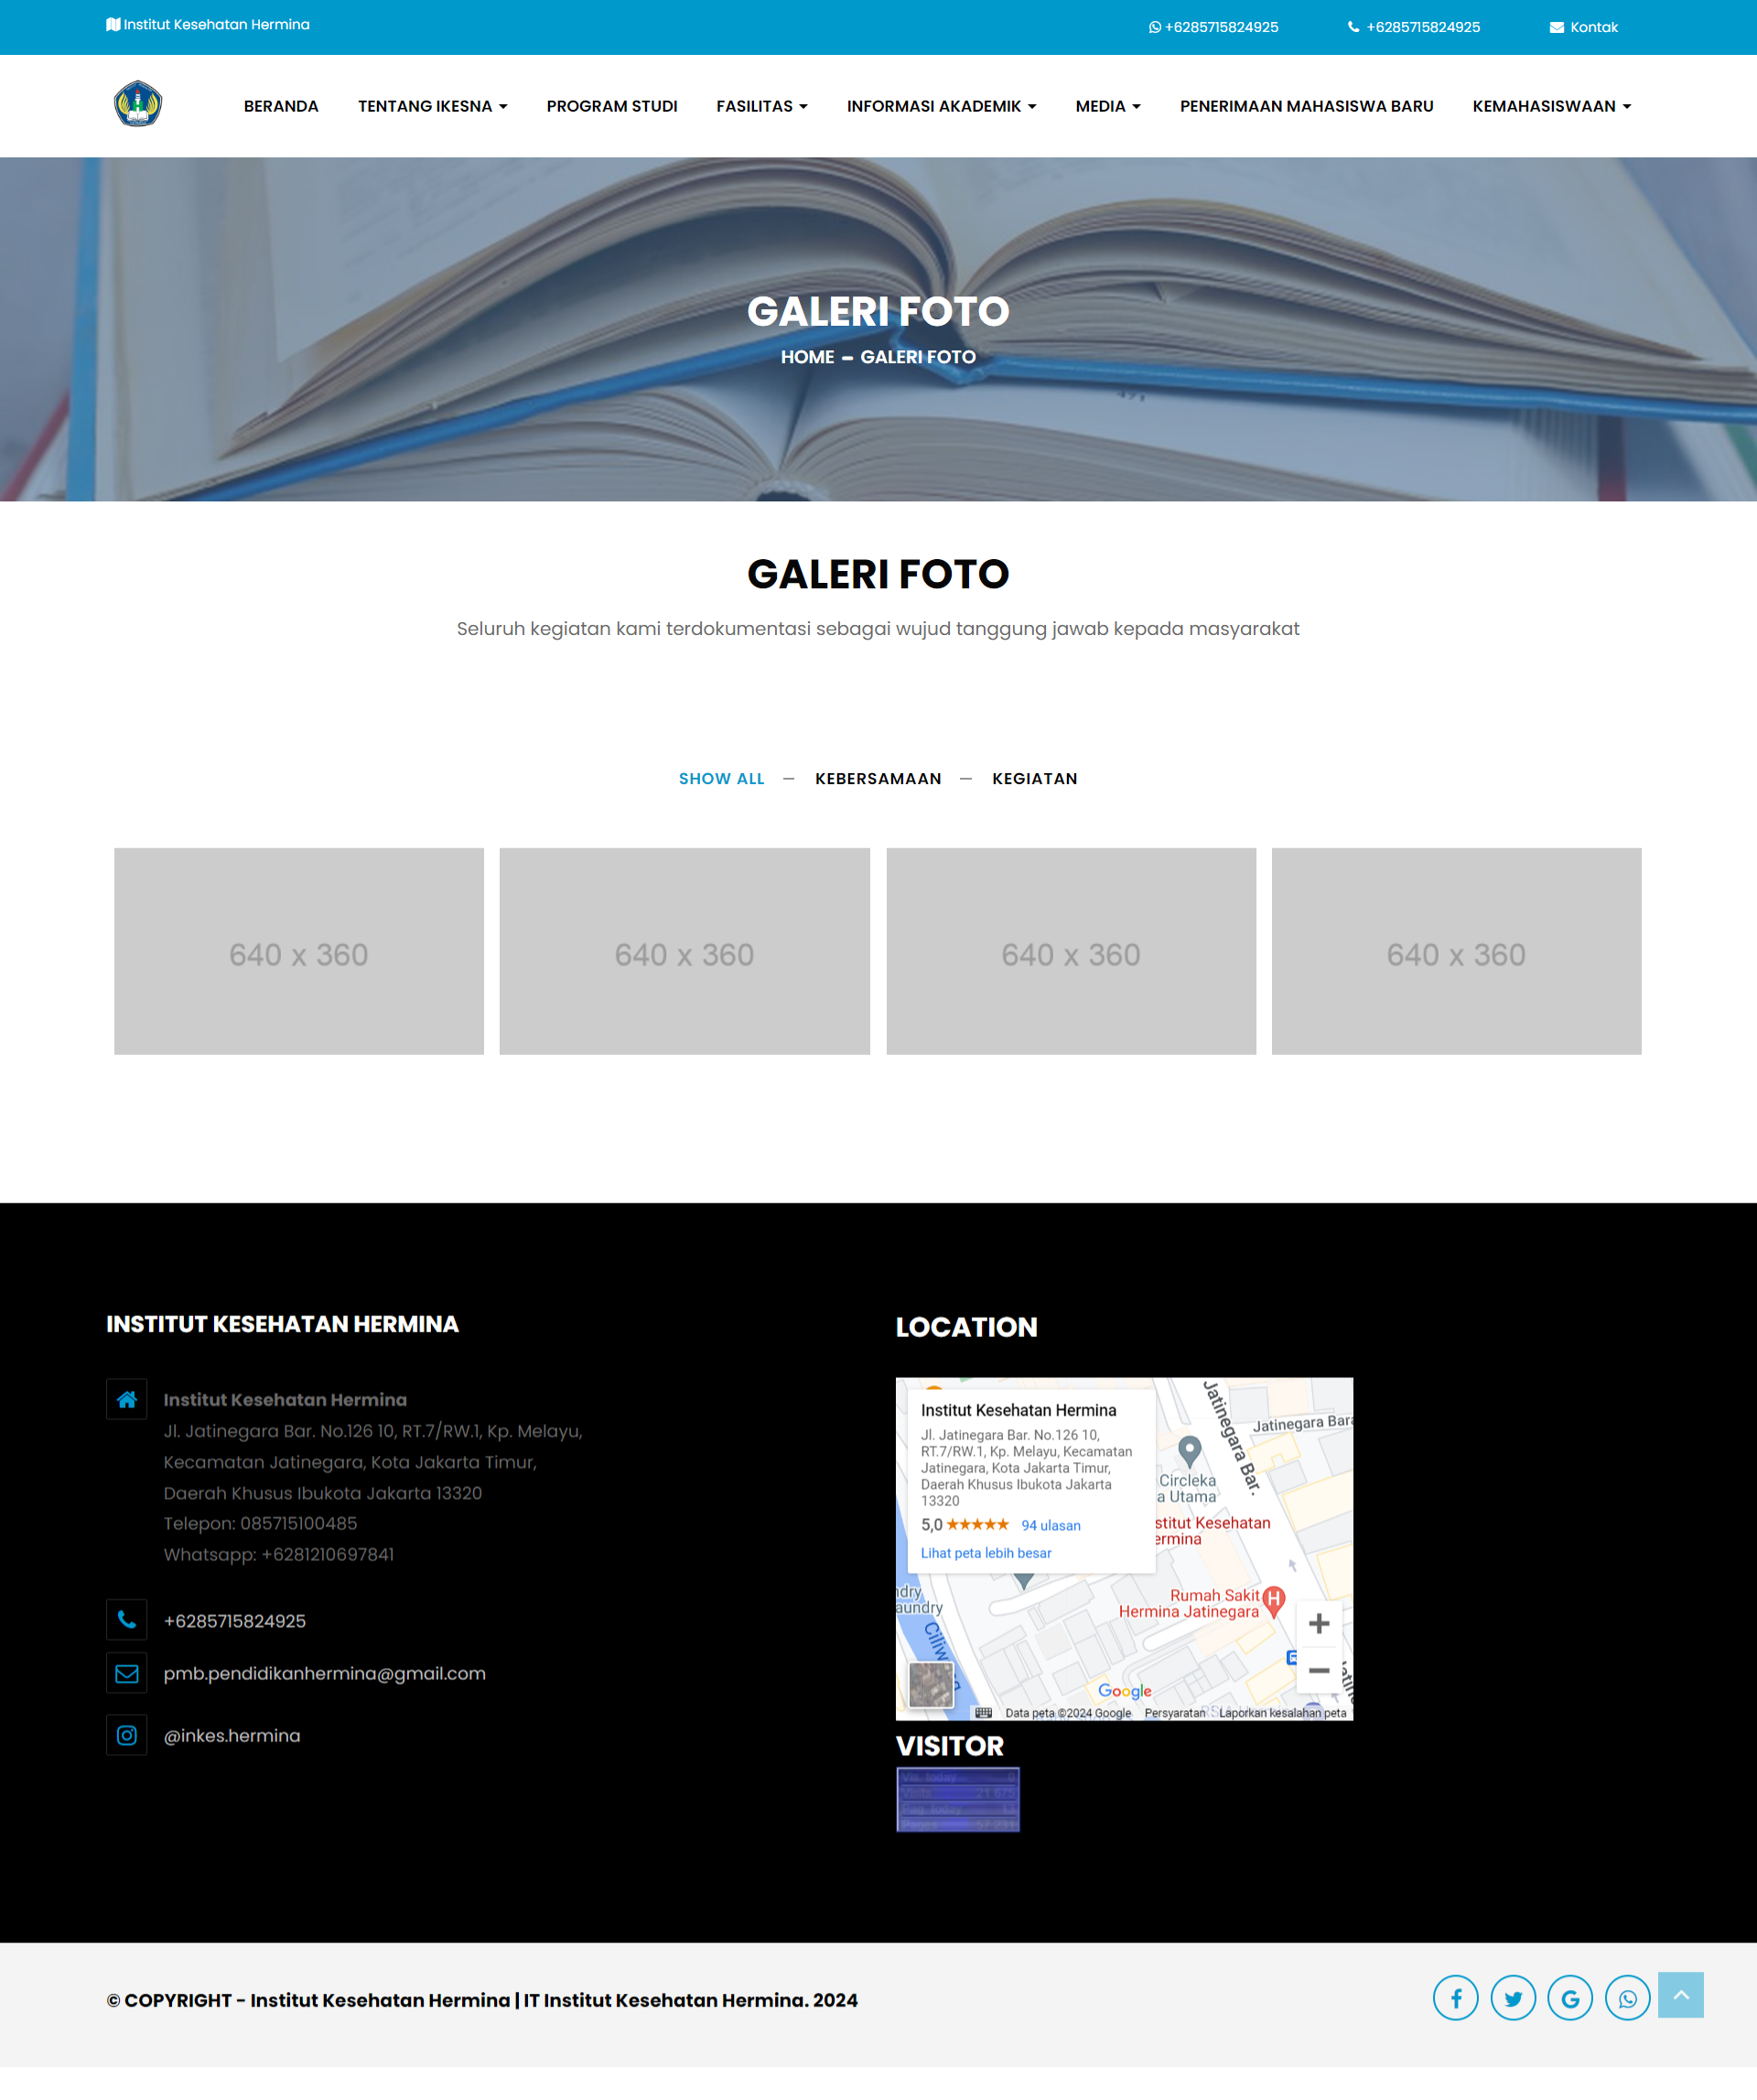 Institut Kesehatan Hermina
+6285715824925
+6285715824925
Kontak
BERANDA
TENTANG IKESNA
PROGRAM STUDI
FASILITAS
INFORMASI AKADEMIK
MEDIA
PENERIMAAN MAHASISWA BARU
KEMAHASISWAAN
GALERI FOTO
HOME – GALERI FOTO
GALERI FOTO
Seluruh kegiatan kami terdokumentasi sebagai wujud tanggung jawab kepada masyarakat
SHOW ALL — KEBERSAMAAN — KEGIATAN
640 x 360
640 x 360
640 x 360
640 x 360
INSTITUT KESEHATAN HERMINA
Institut Kesehatan Hermina
Jl. Jatinegara Bar. No.126 10, RT.7/RW.1, Kp. Melayu,
Kecamatan Jatinegara, Kota Jakarta Timur,
Daerah Khusus Ibukota Jakarta 13320
Telepon: 085715100485
Whatsapp: +6281210697841
+6285715824925
pmb.pendidikanhermina@gmail.com
@inkes.hermina
LOCATION
Institut Kesehatan Hermina
Jl. Jatinegara Bar. No.126 10,
RT.7/RW.1, Kp. Melayu, Kecamatan
Jatinegara, Kota Jakarta Timur,
Daerah Khusus Ibukota Jakarta
13320
5,0 ★★★★★ 94 ulasan
Lihat peta lebih besar
Jatinegara Bar.
Jatinegara Bara
Circleka
a Utama
stitut Kesehatan
ermina
Rumah Sakit
Hermina Jatinegara
ndry
aundry
Ciliw
Google
Data peta ©2024 Google
Persyaratan
Laporkan kesalahan peta
VISITOR
Vis. today 0
Visits
Pag. today
Pages
© COPYRIGHT - Institut Kesehatan Hermina | IT Institut Kesehatan Hermina. 2024